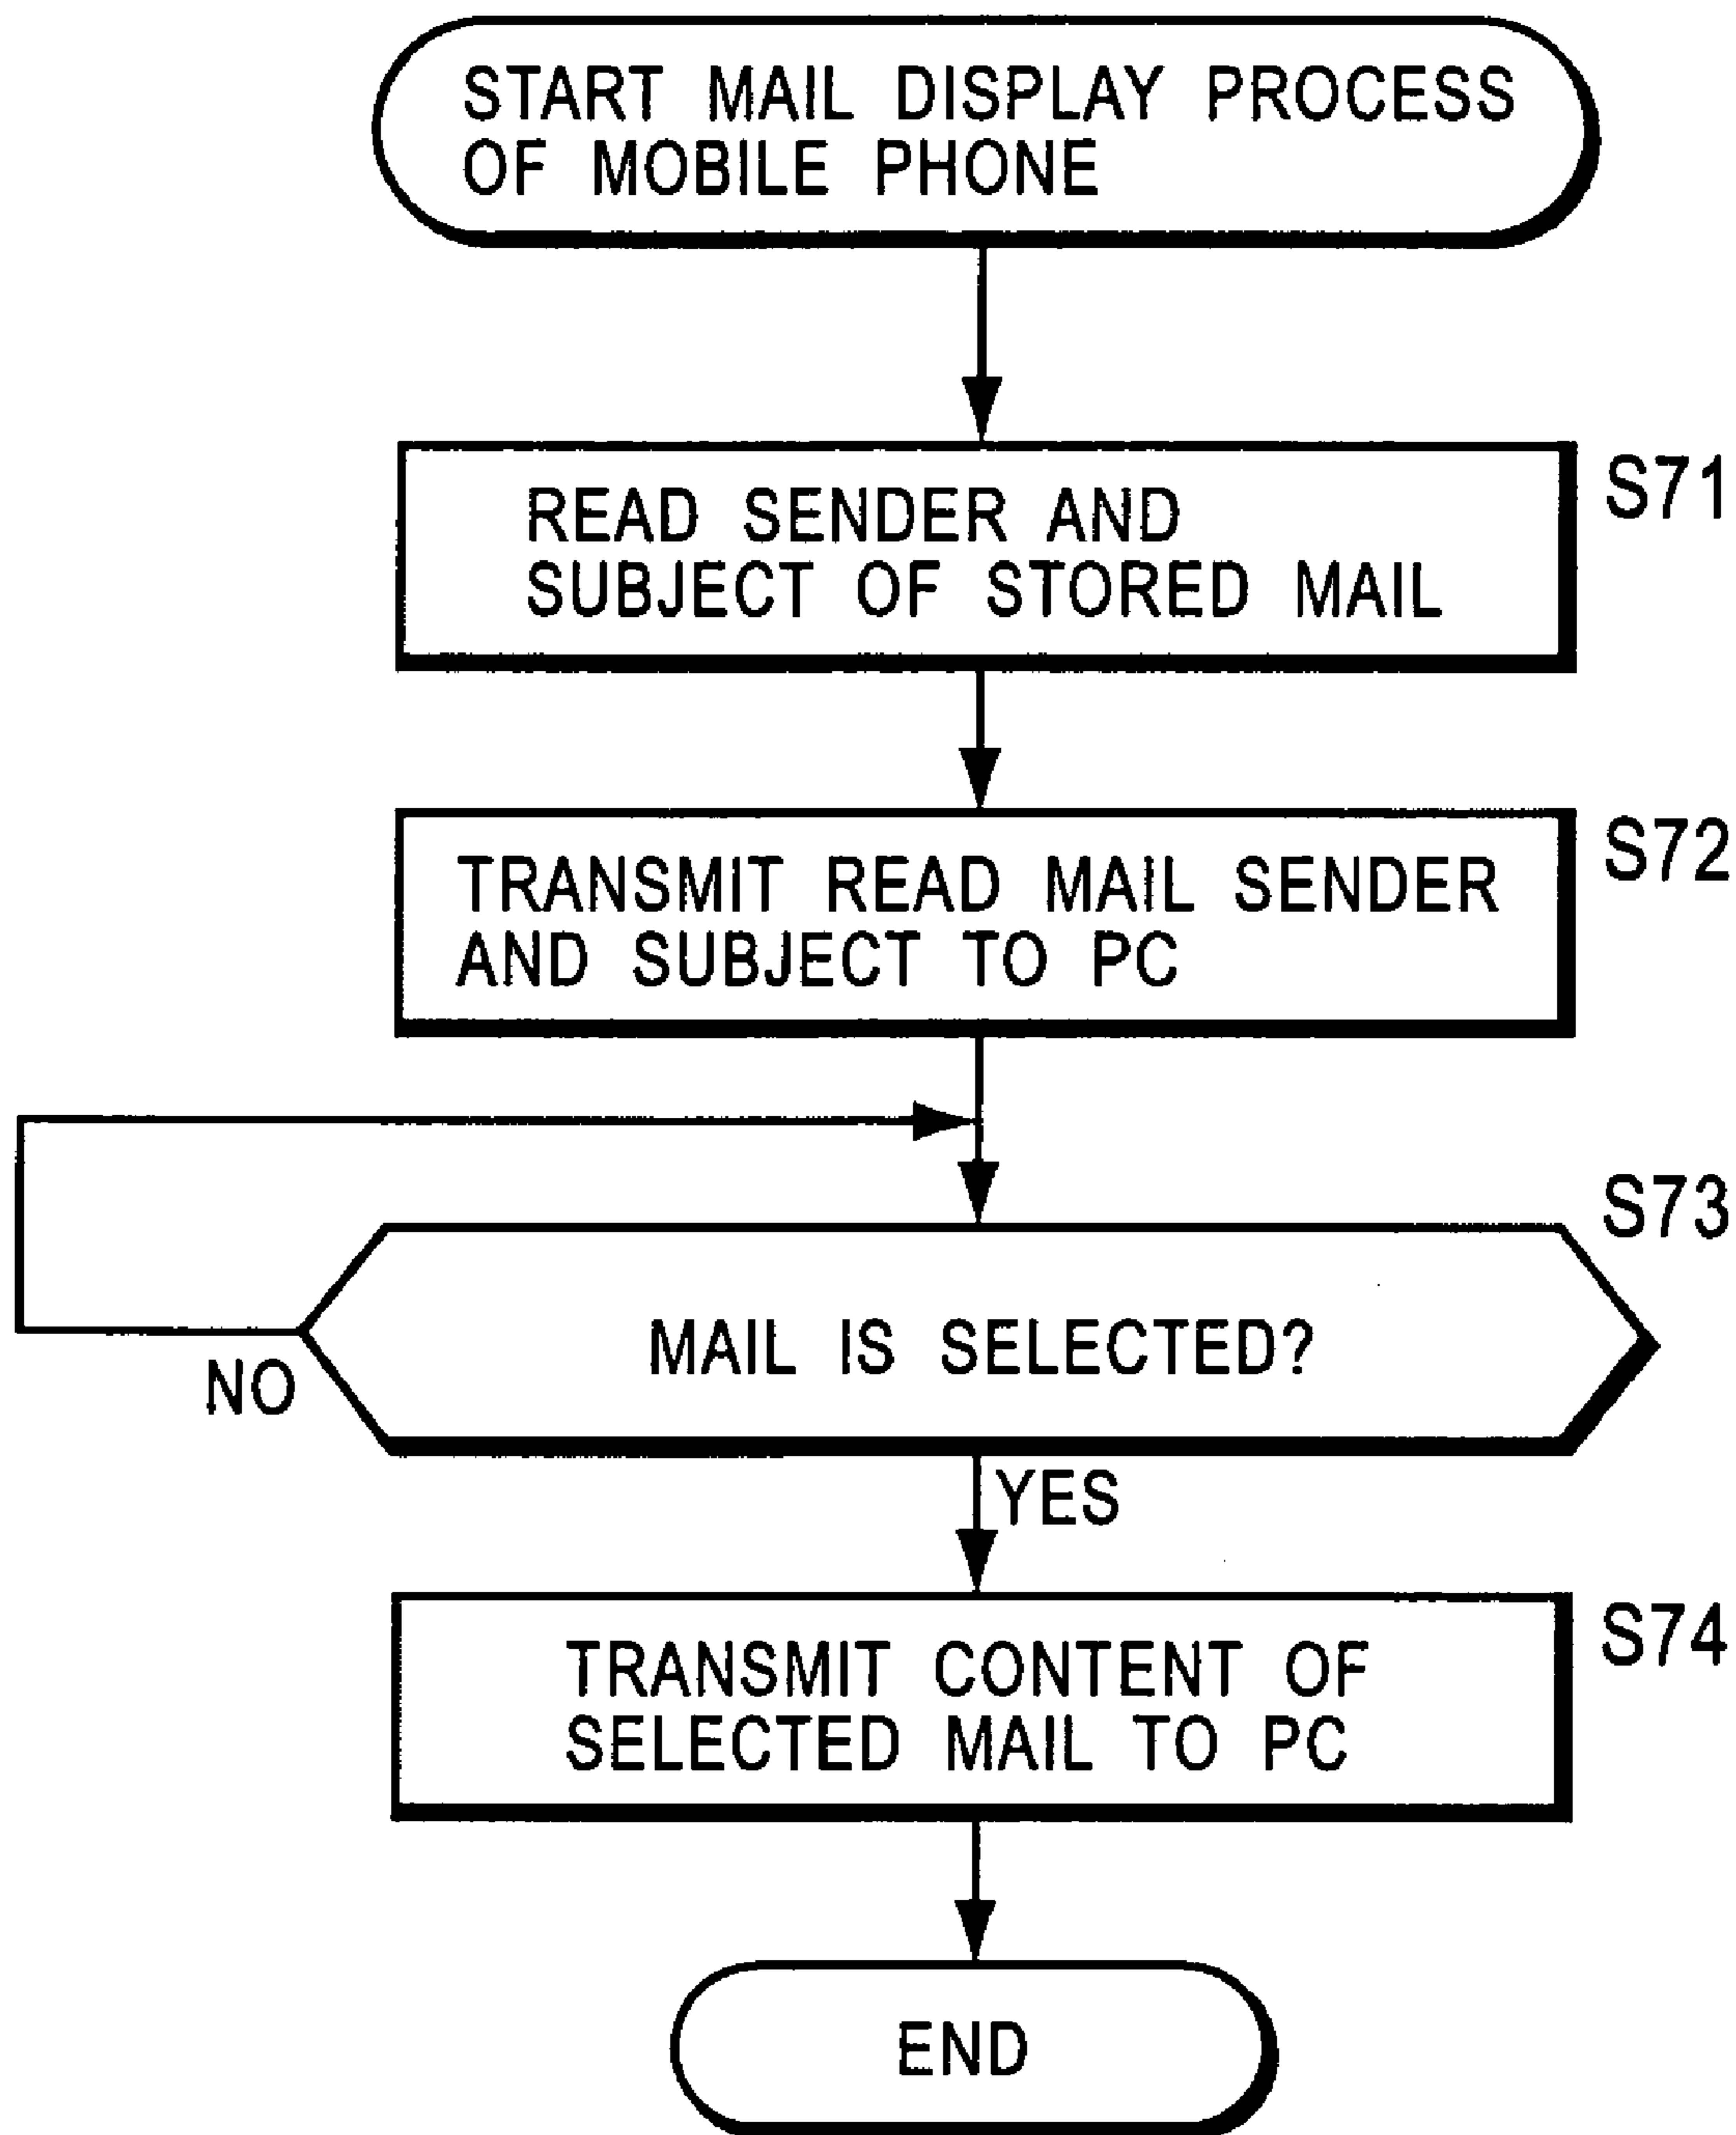 START MAIL DISPLAY PROCESS
OF MOBILE PHONE
S71
READ SENDER AND
SUBJECT OF STORED MAIL
S72
TRANSMIT READ MAIL SENDER
AND SUBJECT TO PC
S73
MAIL IS SELECTED?
NO
YES
S74
TRANSMIT CONTENT OF
SELECTED MAIL TO PC
END